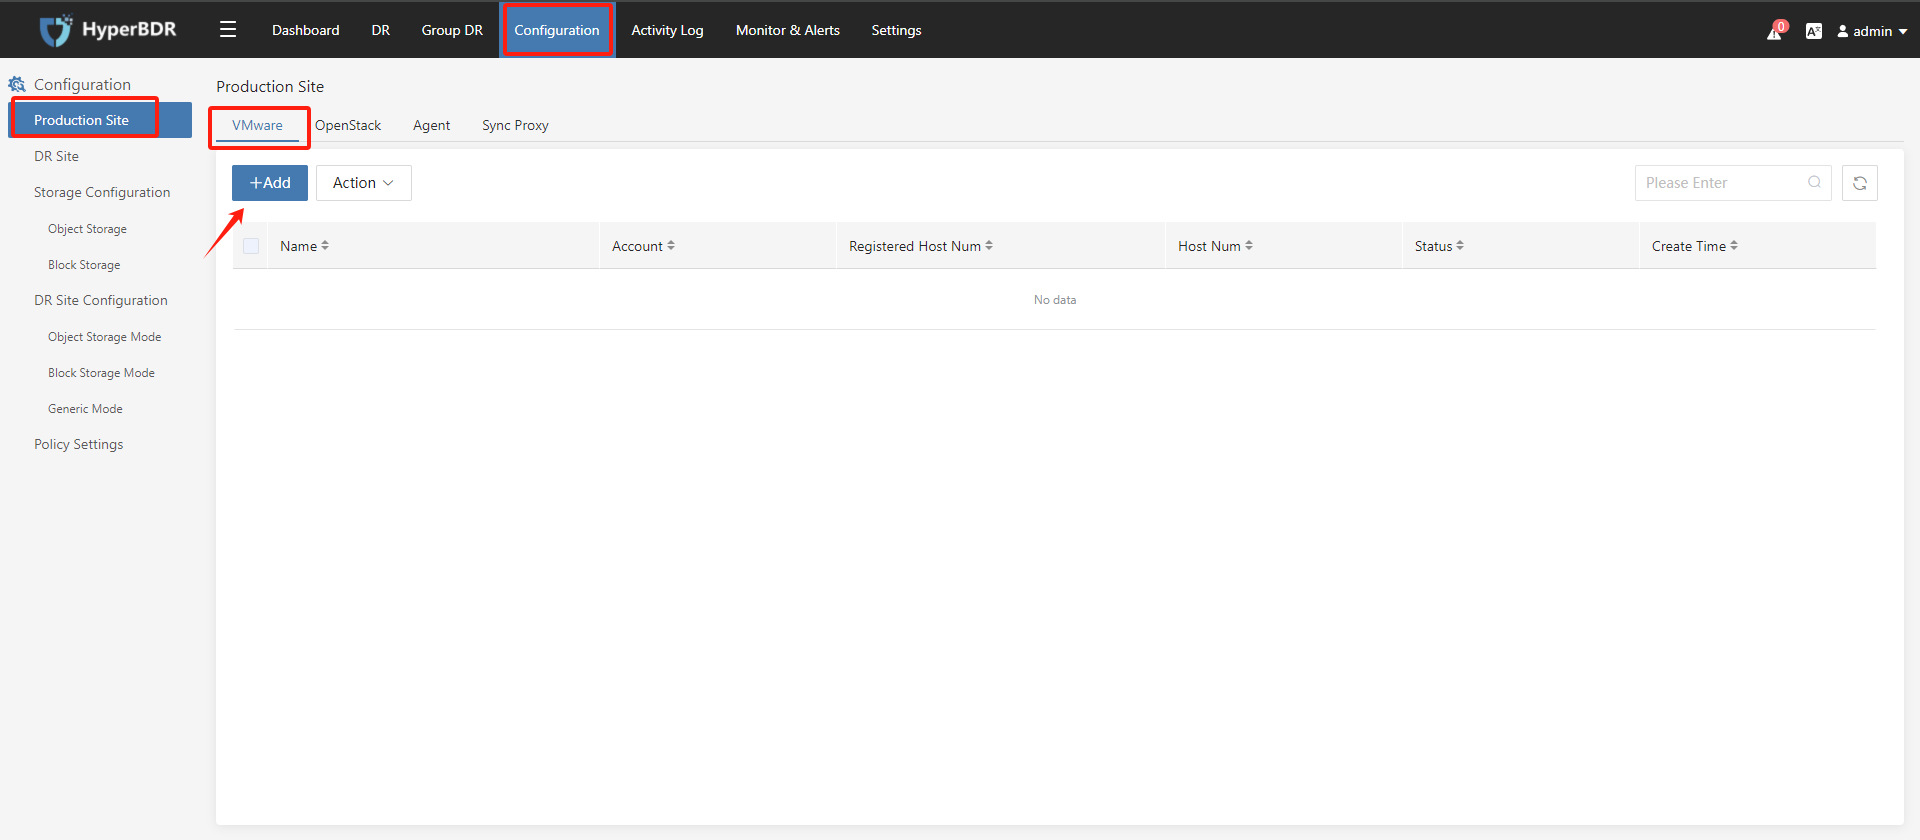 HyperBDR
Dashboard DR Group DR Configuration Activity Log Monitor & Alerts Settings
0 A admin
Configuration
Production Site
DR Site
Storage Configuration
Object Storage
Block Storage
DR Site Configuration
Object Storage Mode
Block Storage Mode
Generic Mode
Policy Settings
Production Site
VMware OpenStack Agent Sync Proxy
+Add Action Please Enter
Name Account Registered Host Num Host Num Status Create Time
No data